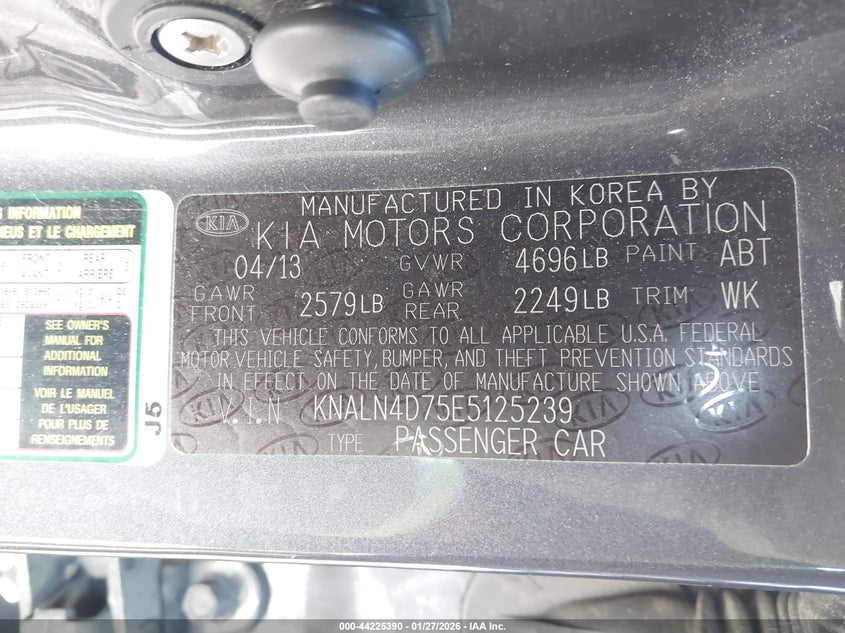 INFORMATION
NEUS ET LE CHARGEMENT
FRONT REAR
AVANT ARRIERE
SEE OWNER'S
MANUAL FOR
ADDITIONAL
INFORMATION
VOIR LE MANUEL
DE L'USAGER
POUR PLUS DE
RENSEIGNEMENTS
J5
MANUFACTURED IN KOREA BY
KIA KIA MOTORS CORPORATION
04/13 GVWR 4696LB PAINT ABT
GAWR FRONT 2579LB GAWR REAR 2249LB TRIM WK
THIS VEHICLE CONFORMS TO ALL APPLICABLE U.S.A. FEDERAL
MOTOR VEHICLE SAFETY, BUMPER, AND THEFT PREVENTION STANDARDS
IN EFFECT ON THE DATE OF MANUFACTURE SHOWN ABOVE
V.I.N KNALN4D75E5125239
TYPE PASSENGER CAR
000-44225390 - 01/27/2026 - IAA Inc.